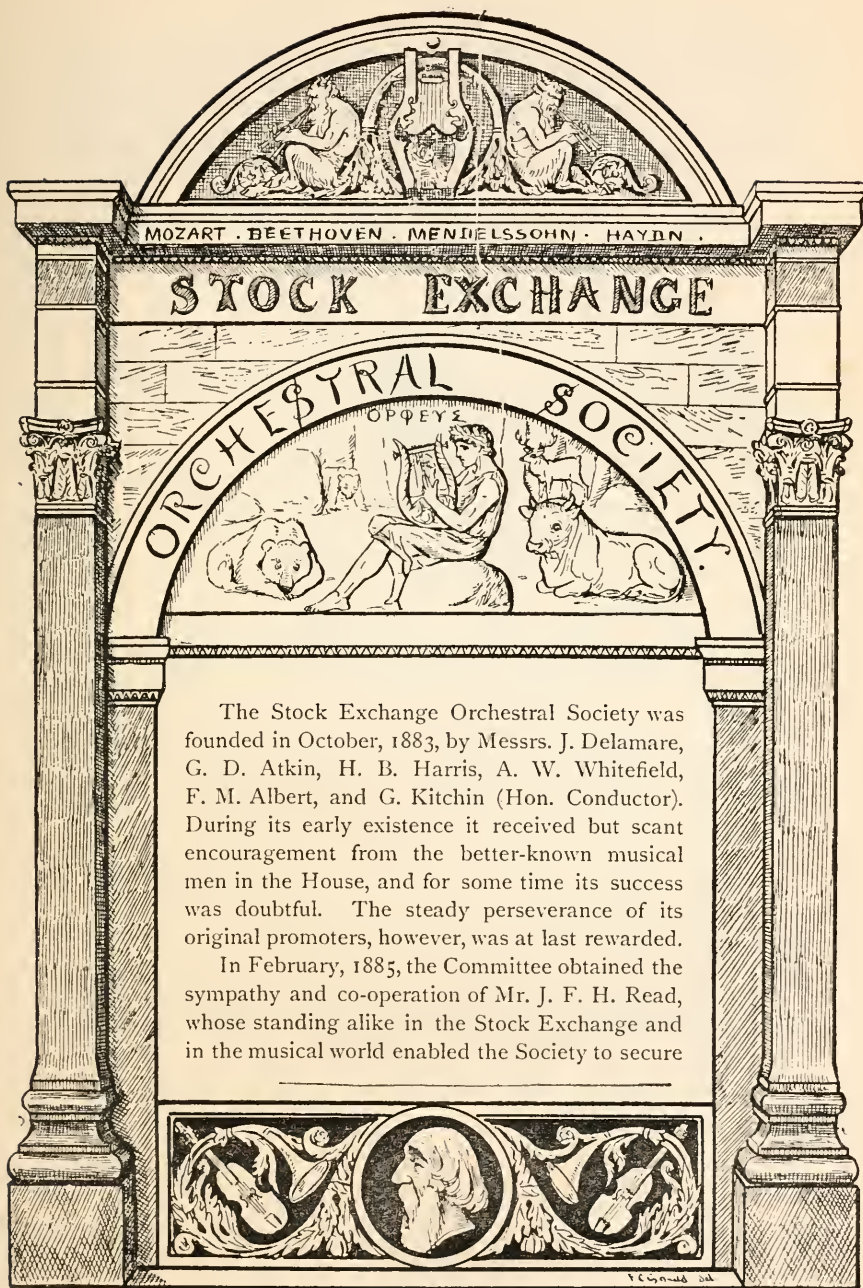 MOZART . BEETHOVEN . MENDELSSOHN . HAYDN .
STOCK EXCHANGE
ORCHESTRAL SOCIETY.
ΟΡΦΕΥΣ
The Stock Exchange Orchestral Society was
founded in October, 1883, by Messrs. J. Delamare,
G. D. Atkin, H. B. Harris, A. W. Whitefield,
F. M. Albert, and G. Kitchin (Hon. Conductor).
During its early existence it received but scant
encouragement from the better-known musical
men in the House, and for some time its success
was doubtful. The steady perseverance of its
original promoters, however, was at last rewarded.
In February, 1885, the Committee obtained the
sympathy and co-operation of Mr. J. F. H. Read,
whose standing alike in the Stock Exchange and
in the musical world enabled the Society to secure
del